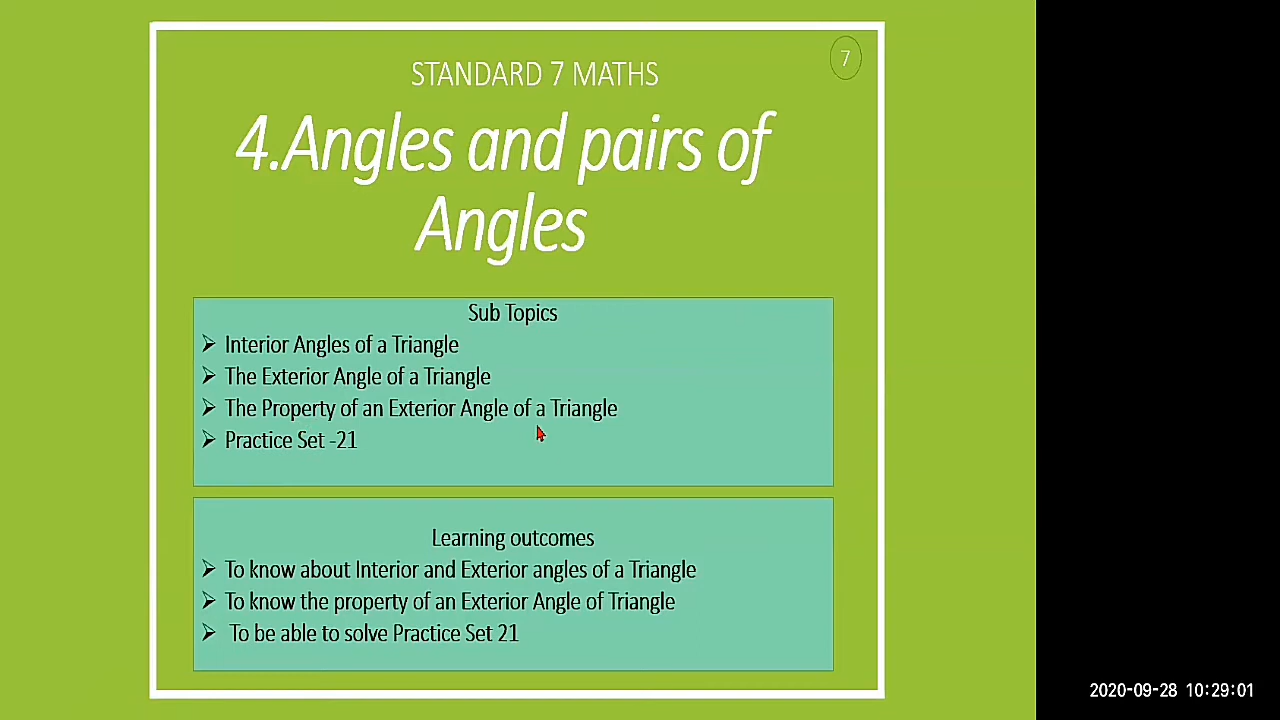 7
STANDARD 7 MATHS
4.Angles and pairs of
Angles
Sub Topics
➢ Interior Angles of a Triangle
➢ The Exterior Angle of a Triangle
➢ The Property of an Exterior Angle of a Triangle
➢ Practice Set -21
Learning outcomes
➢ To know about Interior and Exterior angles of a Triangle
➢ To know the property of an Exterior Angle of Triangle
➢ To be able to solve Practice Set 21
2020-09-28 10:29:01